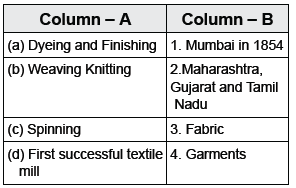 Column – A Column – B
(a) Dyeing and Finishing 1. Mumbai in 1854
(b) Weaving Knitting 2.Maharashtra,
Gujarat and Tamil
Nadu
(c) Spinning 3. Fabric
(d) First successful textile 4. Garments
mill